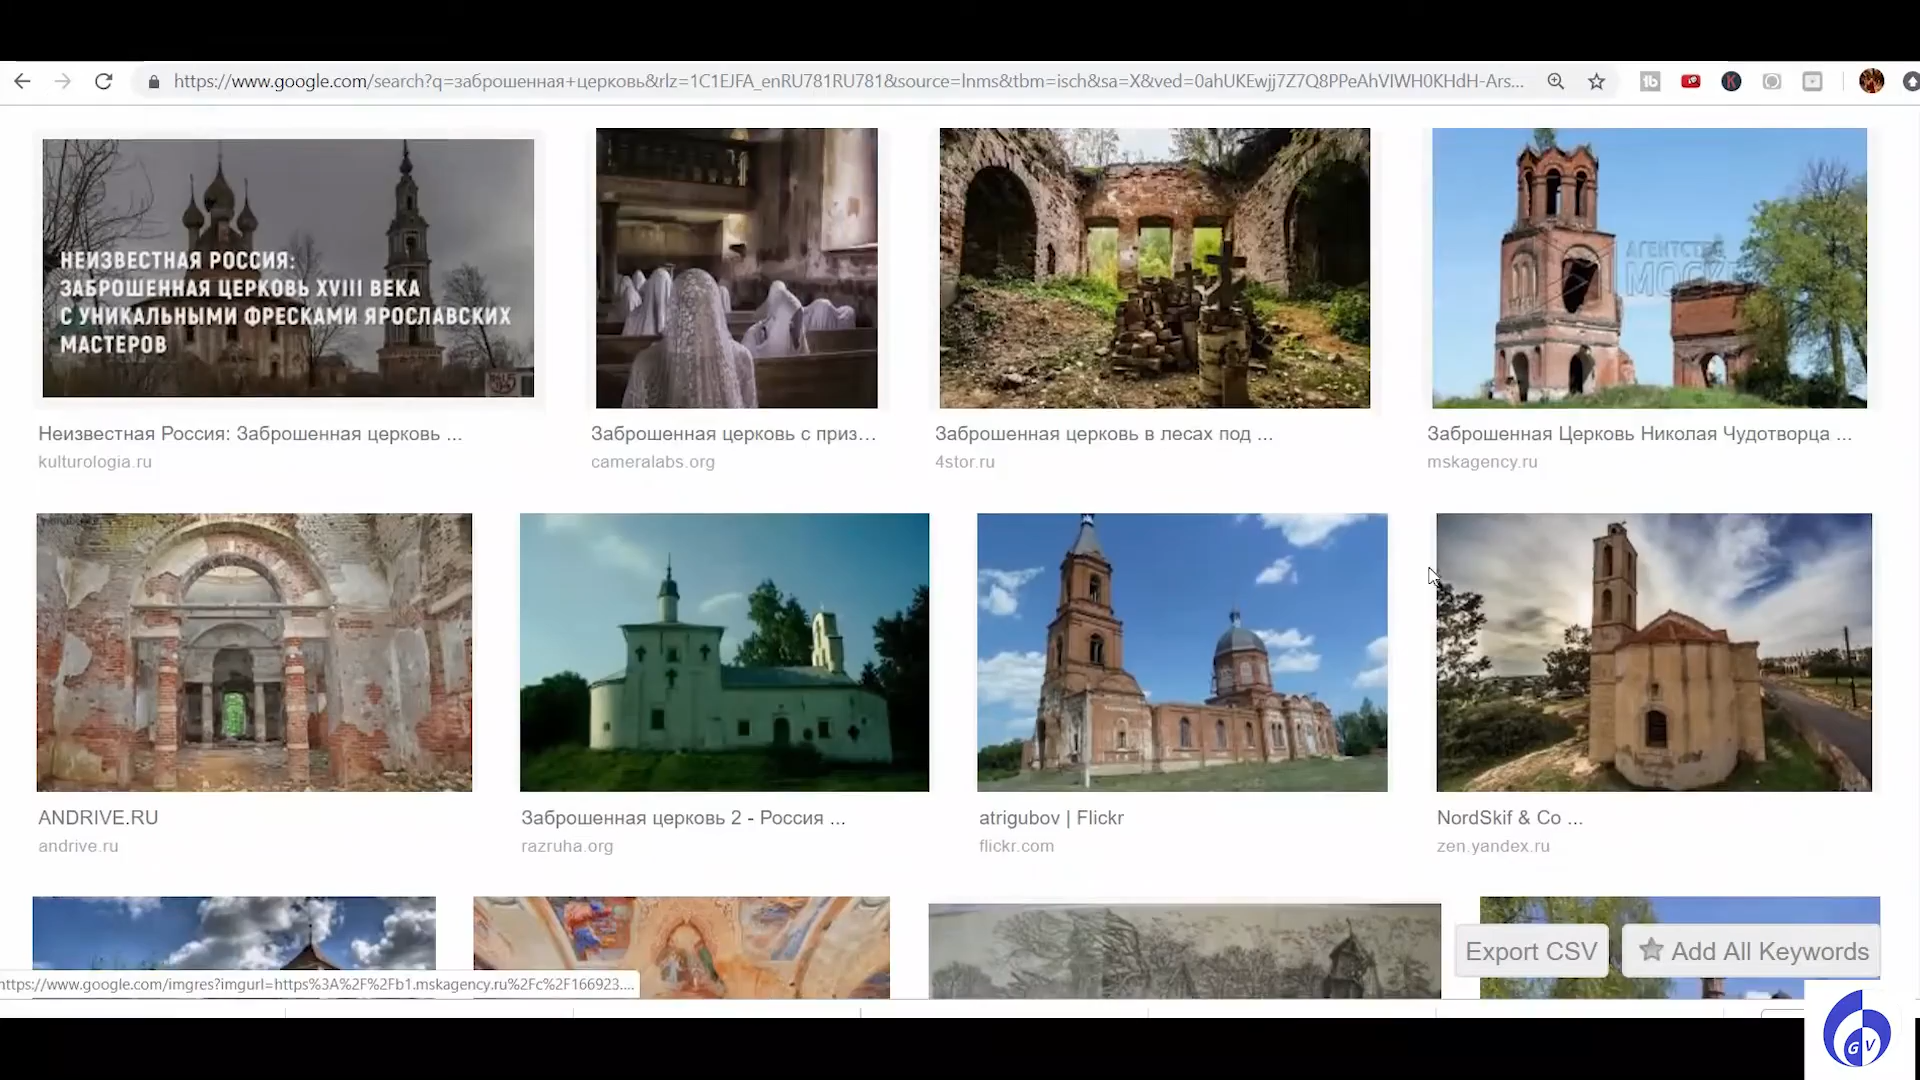 https://www.google.com/search?q=заброшенная+церковь&rlz=1C1EJFA_enRU781RU781&source=lnms&tbm=isch&sa=X&ved=0ahUKEwjj7Z7Q8PPeAhVIWH0KHdH-Ars...
НЕИЗВЕСТНАЯ РОССИЯ:
ЗАБРОШЕННАЯ ЦЕРКОВЬ XVIII ВЕКА
С УНИКАЛЬНЫМИ ФРЕСКАМИ ЯРОСЛАВСКИХ
МАСТЕРОВ
АГЕНТСТВО
Неизвестная Россия: Заброшенная церковь ...
kulturologia.ru
Заброшенная церковь с приз...
cameralabs.org
Заброшенная церковь в лесах под ...
4stor.ru
Заброшенная Церковь Николая Чудотворца ...
mskagency.ru
ANDRIVE.RU
andrive.ru
Заброшенная церковь 2 - Россия ...
razruha.org
atrigubov | Flickr
flickr.com
NordSkif & Co ...
zen.yandex.ru
Export CSV
Add All Keywords
https://www.google.com/imgres?imgurl=https%3A%2F%2Fb1.mskagency.ru%2Fc%2F166923....
G V